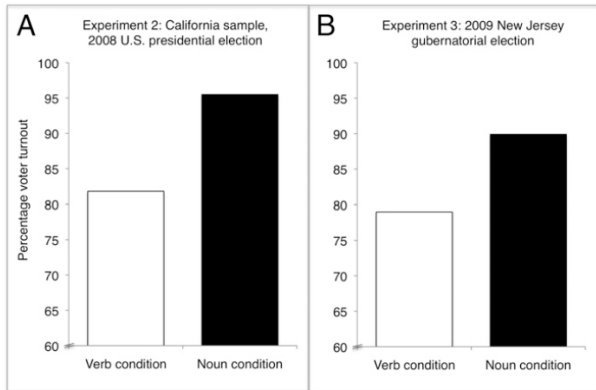 A
Experiment 2: California sample,
2008 U.S. presidential election
Percentage voter turnout
100
95
90
85
80
75
70
65
60
Verb condition
Noun condition
B
Experiment 3: 2009 New Jersey
gubernatorial election
100
95
90
85
80
75
70
65
60
Verb condition
Noun condition